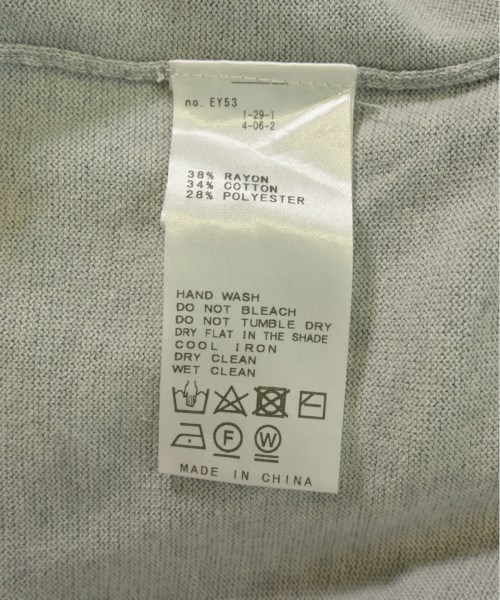 no. EY53
1-29-1
4-06-2
38% RAYON
34% COTTON
28% POLYESTER
HAND WASH
DO NOT BLEACH
DO NOT TUMBLE DRY
DRY FLAT IN THE SHADE
COOL IRON
DRY CLEAN
WET CLEAN
F W
MADE IN CHINA